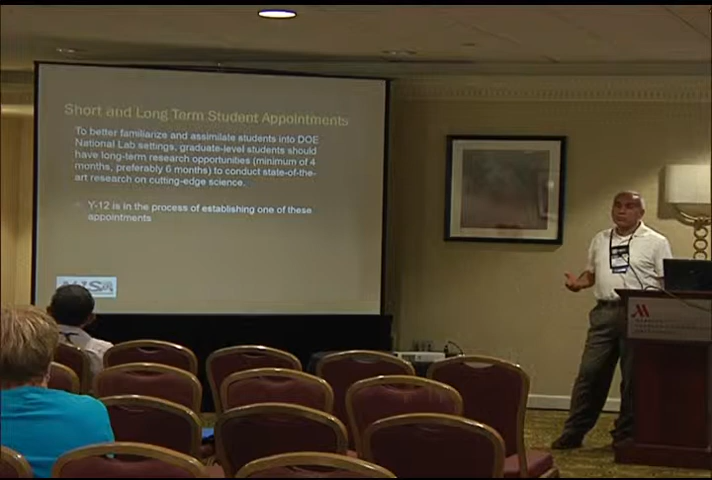 Short and Long Term Student Appointments
To better familiarize and assimilate students into DOE
National Lab settings, graduate-level students should
have long-term research opportunities (minimum of 4
months, preferably 6 months) to conduct state-of-the-
art research on cutting-edge science.
Y-12 is in the process of establishing one of these
appointments